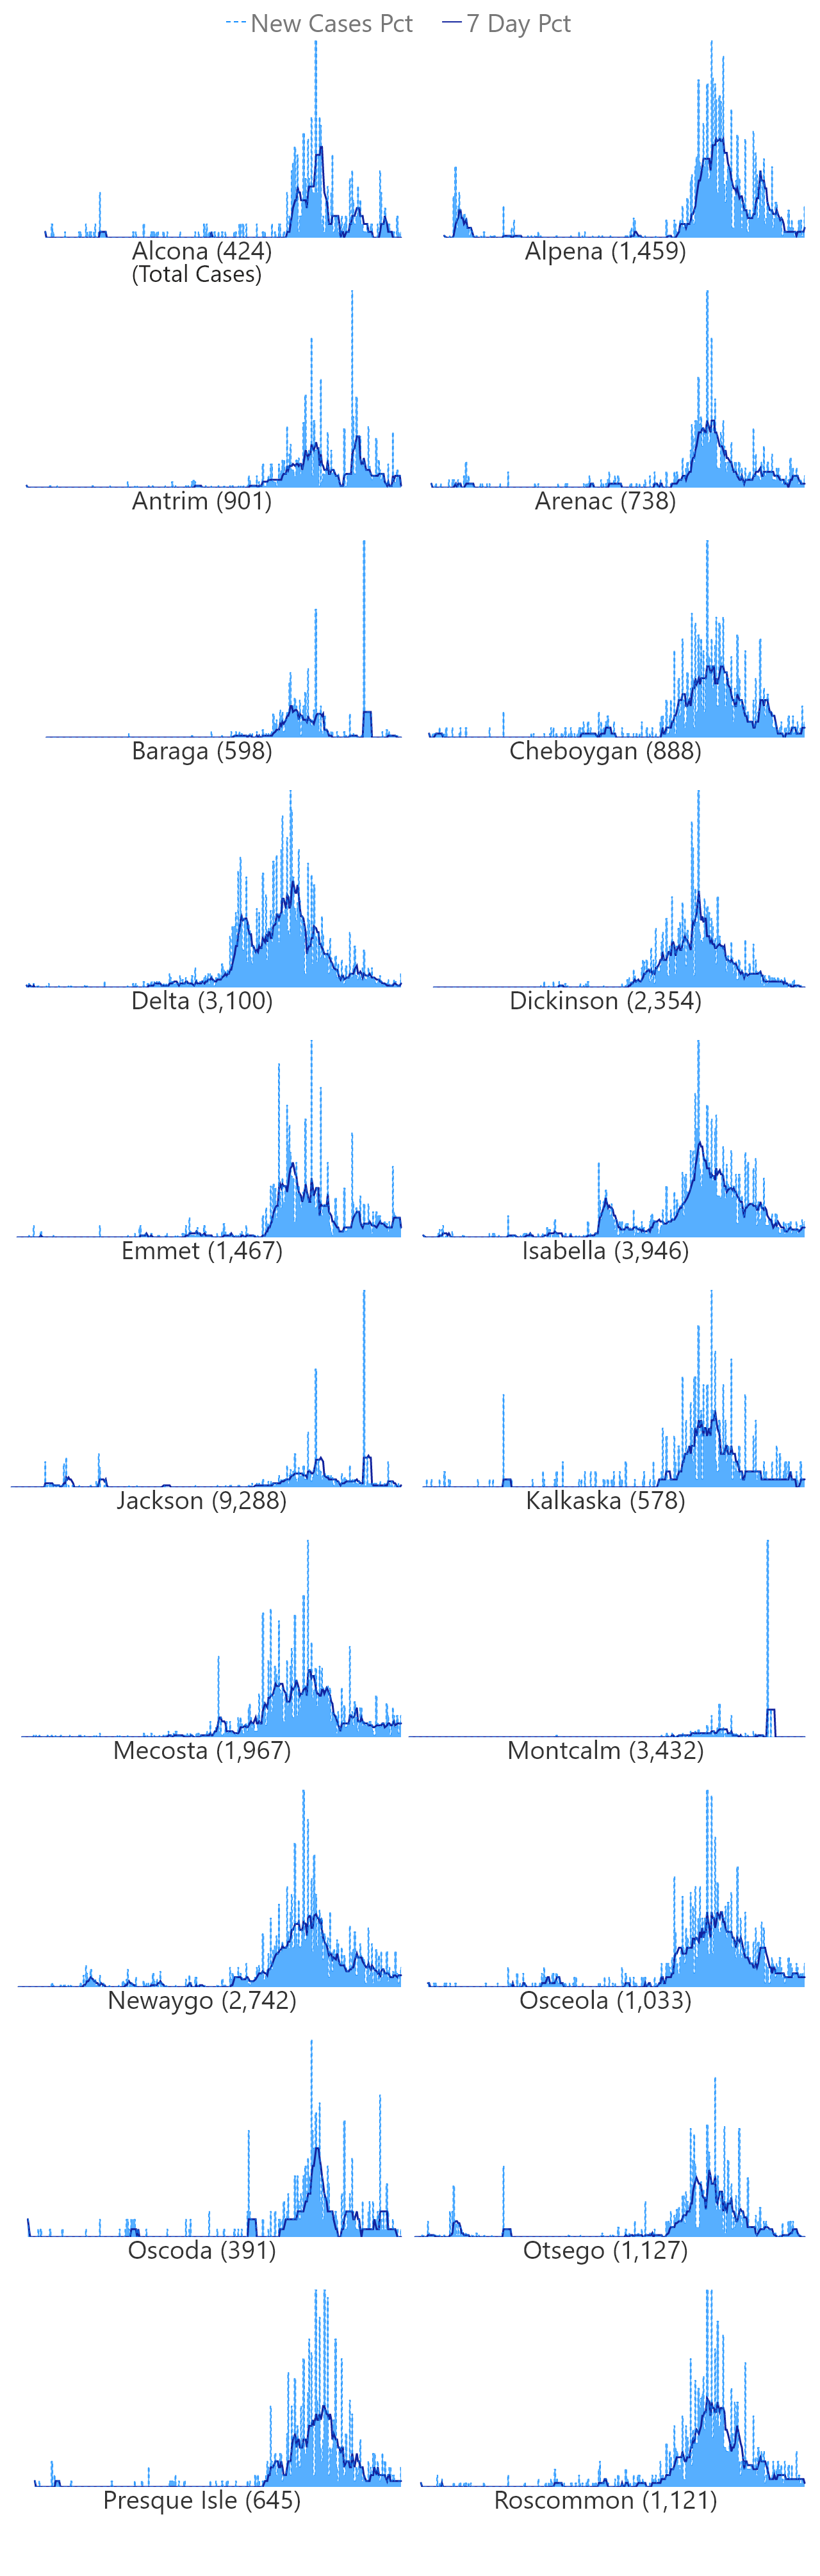 New Cases Pct 7 Day Pct
Alcona (424)
(Total Cases)
Alpena (1,459)
Antrim (901)
Arenac (738)
Baraga (598)
Cheboygan (888)
Delta (3,100)
Dickinson (2,354)
Emmet (1,467)
Isabella (3,946)
Jackson (9,288)
Kalkaska (578)
Mecosta (1,967)
Montcalm (3,432)
Newaygo (2,742)
Osceola (1,033)
Oscoda (391)
Otsego (1,127)
Presque Isle (645)
Roscommon (1,121)